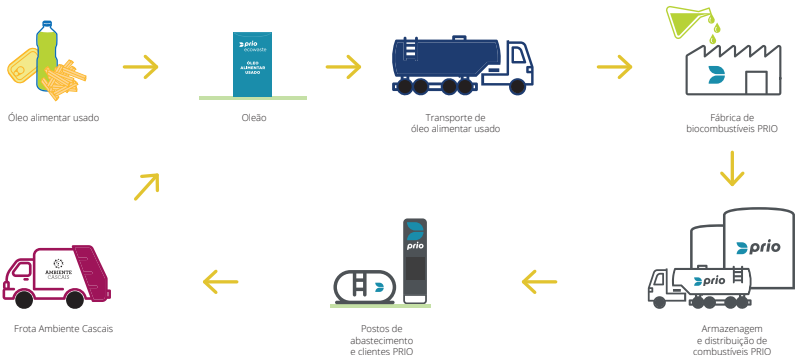 prio
ecowaste
ÓLEO
ALIMENTAR
USADO
Óleo alimentar usado
Oleão
Transporte de
óleo alimentar usado
Fábrica de
biocombustíveis PRIO
AMBIENTE
CASCAIS
prio
prio
prio
Frota Ambiente Cascais
Postos de
abastecimento
e clientes PRIO
Armazenagem
e distribuição de
combustíveis PRIO